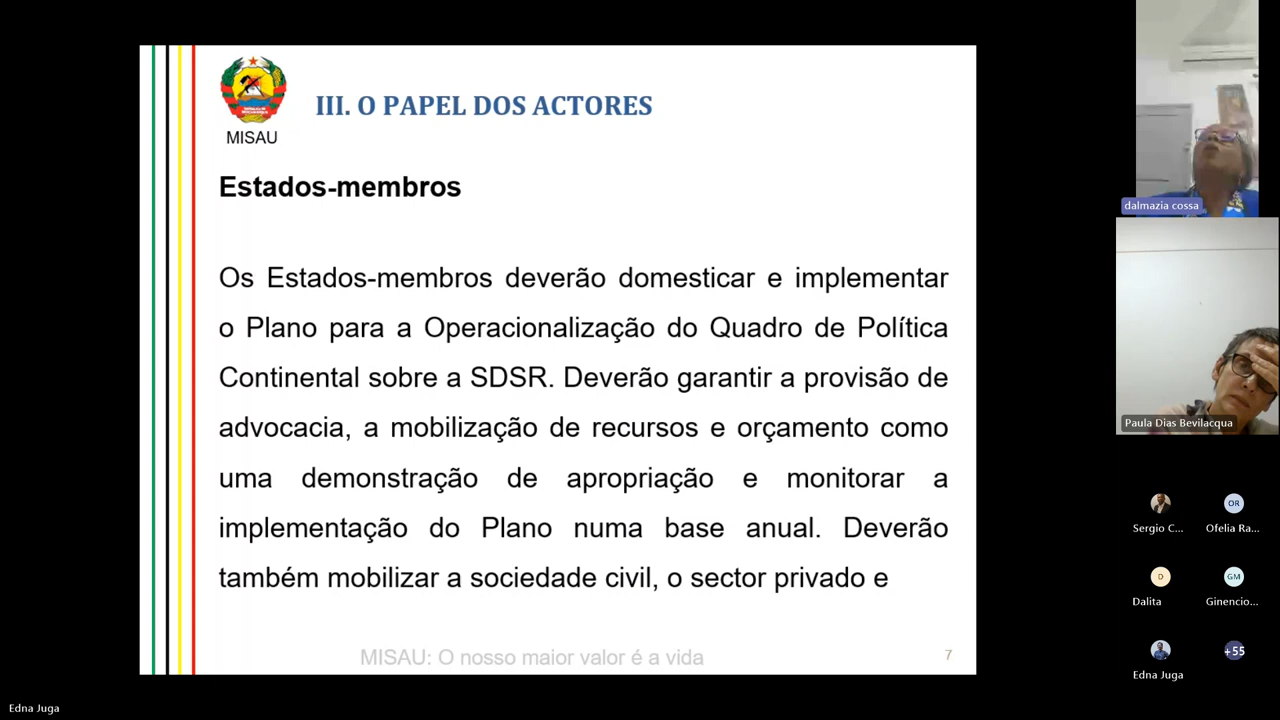 III. O PAPEL DOS ACTORES
MISAU
Estados-membros
Os Estados-membros deverão domesticar e implementar
o Plano para a Operacionalização do Quadro de Política
Continental sobre a SDSR. Deverão garantir a provisão de
advocacia, a mobilização de recursos e orçamento como
uma demonstração de apropriação e monitorar a
implementação do Plano numa base anual. Deverão
também mobilizar a sociedade civil, o sector privado e
MISAU: O nosso maior valor é a vida
7
dalmazia cossa
Paula Dias Bevilacqua
Sergio C...
OR
Ofelia Ra...
D
Dalita
GM
Ginencio...
Edna Juga
+55
Edna Juga